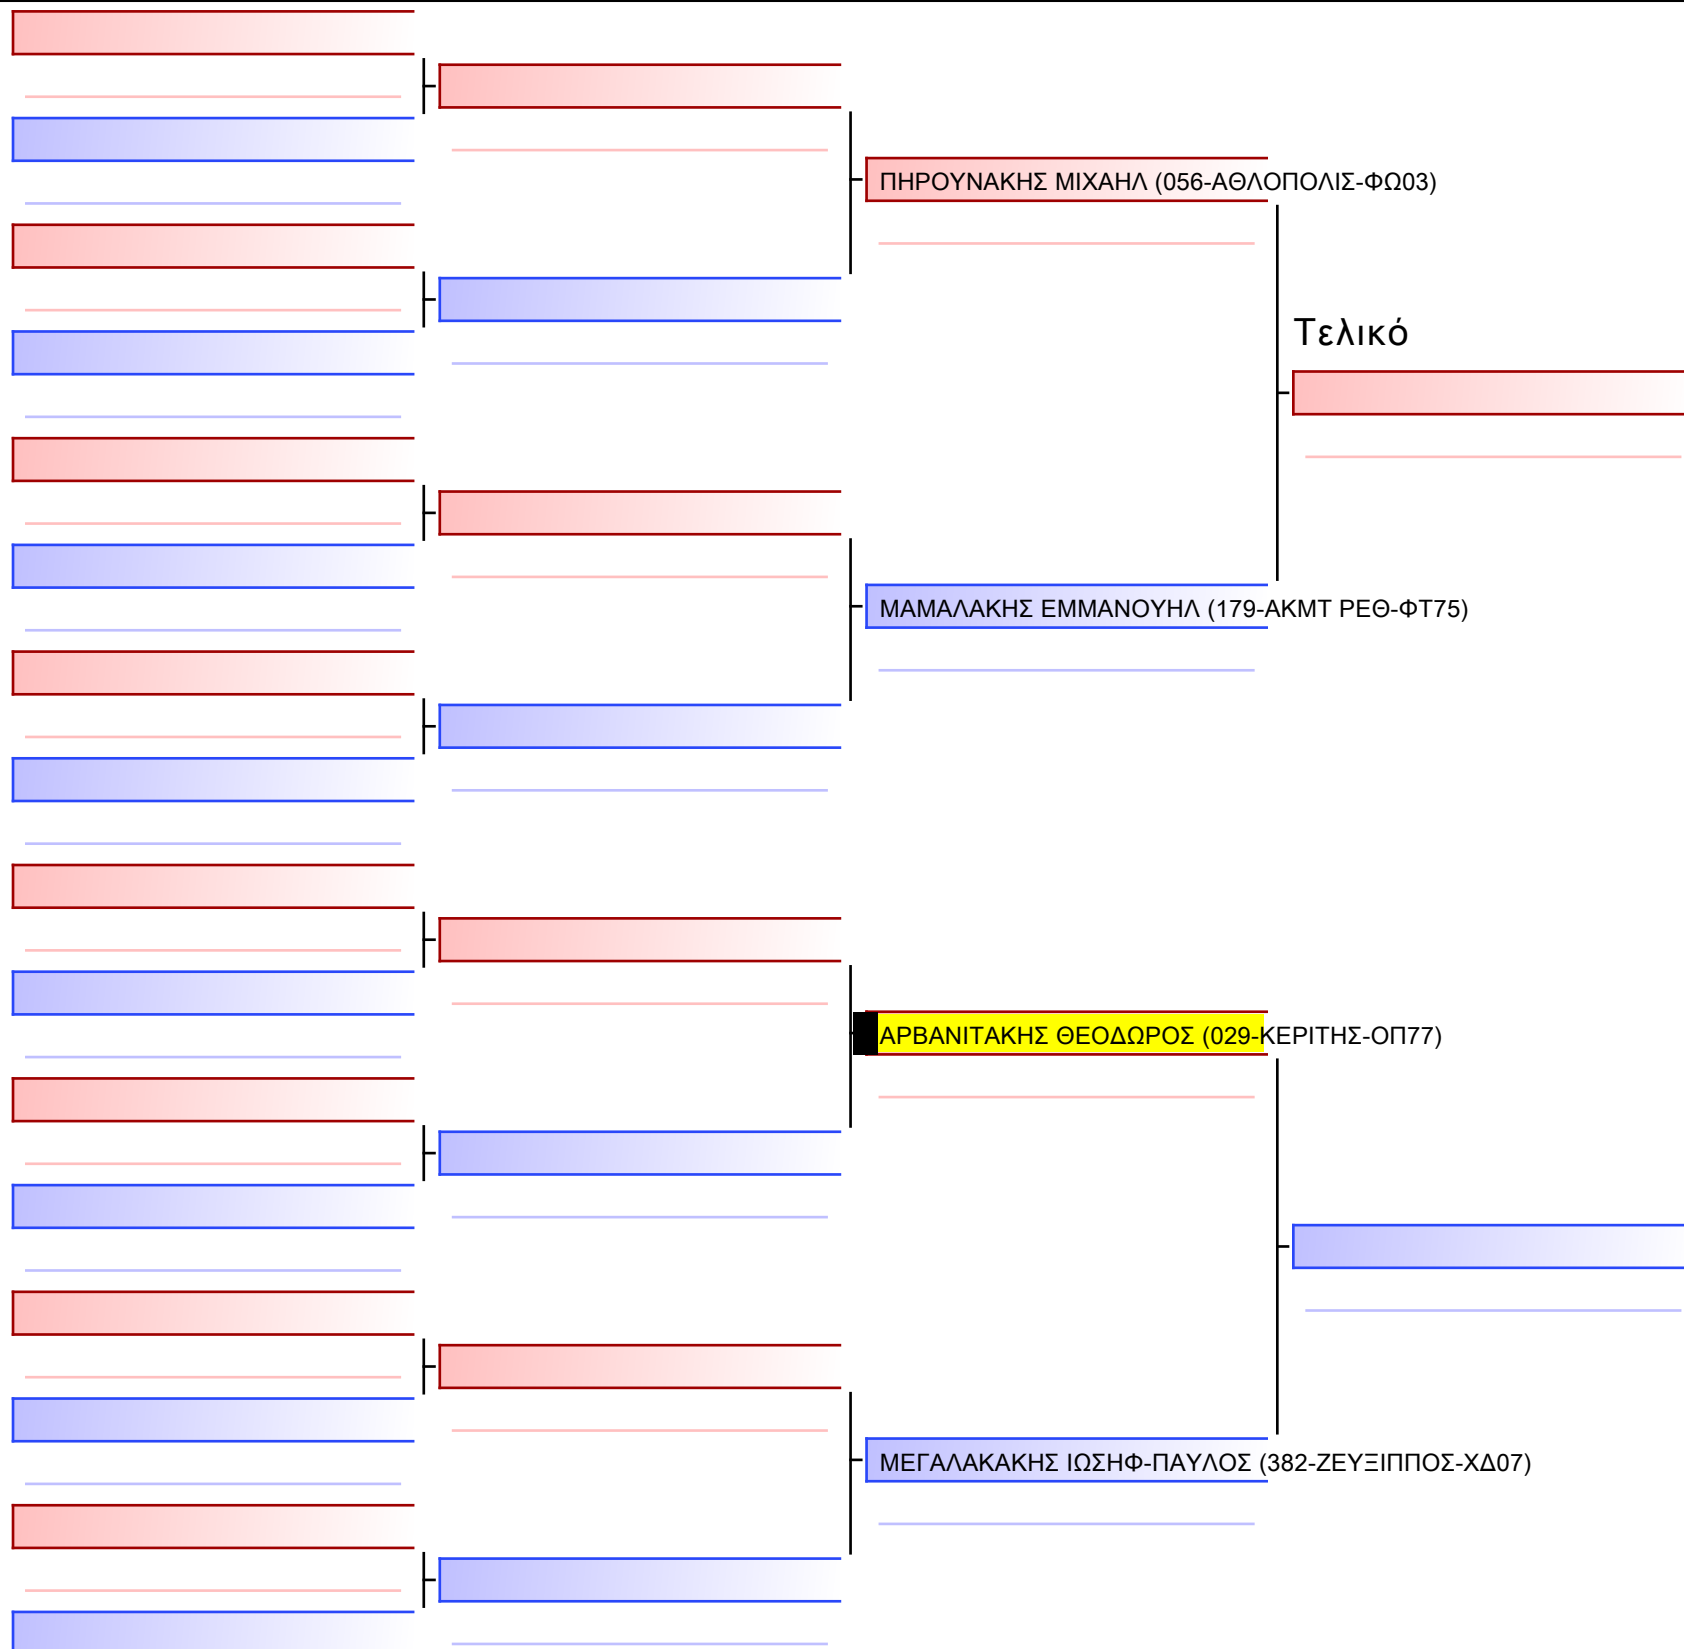 ΠΗΡΟΥΝΑΚΗΣ ΜΙΧΑΗΛ (056-ΑΘΛΟΠΟΛΙΣ-ΦΩ03)
Τελικό
ΜΑΜΑΛΑΚΗΣ ΕΜΜΑΝΟΥΗΛ (179-ΑΚΜΤ ΡΕΘ-ΦΤ75)
ΑΡΒΑΝΙΤΑΚΗΣ ΘΕΟΔΩΡΟΣ (029-ΚΕΡΙΤΗΣ-ΟΠ77)
ΜΕΓΑΛΑΚΑΚΗΣ ΙΩΣΗΦ-ΠΑΥΛΟΣ (382-ΖΕΥΞΙΠΠΟΣ-ΧΔ07)